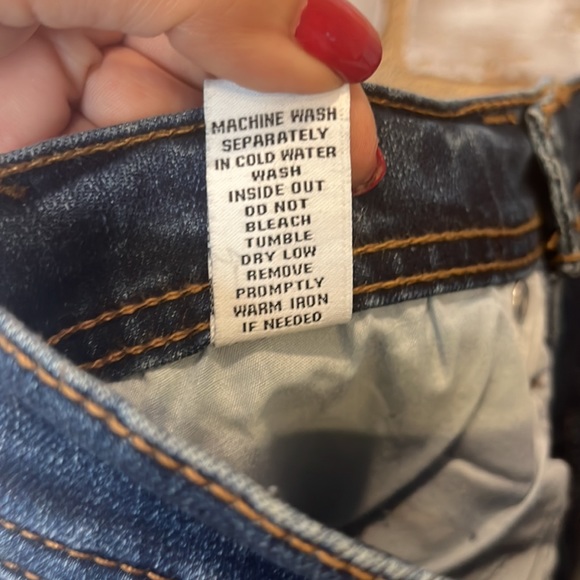 MACHINE WASH
SEPARATELY
IN COLD WATER
WASH
INSIDE OUT
DO NOT
BLEACH
TUMBLE
DRY LOW
REMOVE
PROMPTLY
WARM IRON
IF NEEDED